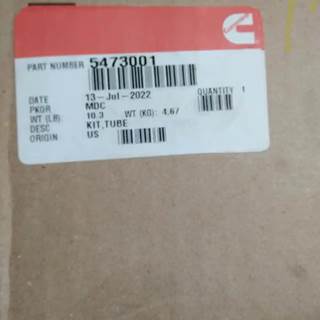 PART NUMBER 5473001
DATE 13-Jul-2022 QUANTITY 1
PKGR MDC
WT (LB) 10.3 WT (KG): 4.67
DESC KIT,TUBE
ORIGIN US